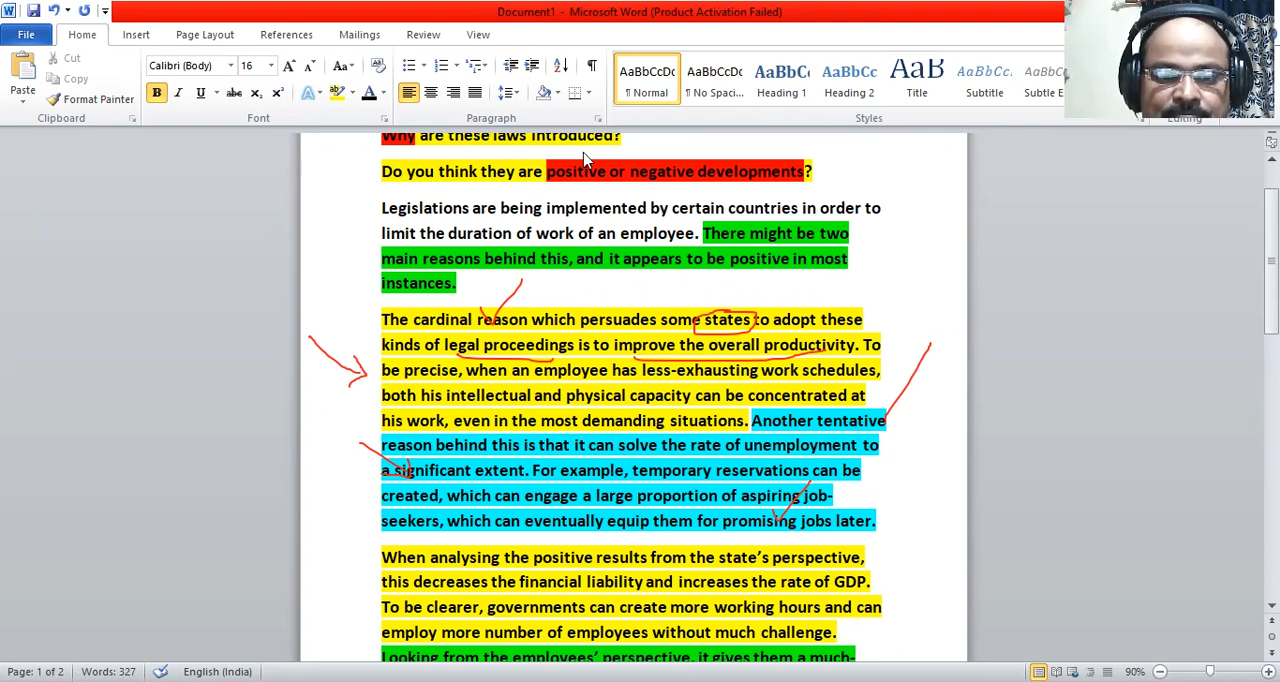 Document1 - Microsoft Word (Product Activation Failed)
File Home Insert Page Layout References Mailings Review View
Cut
Copy
Format Painter
Paste
Calibri (Body) 16
AaBbCcDc AaBbCcDc AaBbC AaBbCc AaB AaBbCc. AaBbCc
¶ Normal ¶ No Spaci... Heading 1 Heading 2 Title Subtitle Subtle E
Clipboard Font Paragraph Styles Editing
Why are these laws introduced?
Do you think they are positive or negative developments?
Legislations are being implemented by certain countries in order to
limit the duration of work of an employee. There might be two
main reasons behind this, and it appears to be positive in most
instances.
The cardinal reason which persuades some states to adopt these
kinds of legal proceedings is to improve the overall productivity. To
be precise, when an employee has less-exhausting work schedules,
both his intellectual and physical capacity can be concentrated at
his work, even in the most demanding situations. Another tentative
reason behind this is that it can solve the rate of unemployment to
a significant extent. For example, temporary reservations can be
created, which can engage a large proportion of aspiring job-
seekers, which can eventually equip them for promising jobs later.
When analysing the positive results from the state's perspective,
this decreases the financial liability and increases the rate of GDP.
To be clearer, governments can create more working hours and can
employ more number of employees without much challenge.
Looking from the employees' perspective, it gives them a much-
Page: 1 of 2 Words: 327 English (India) 90%